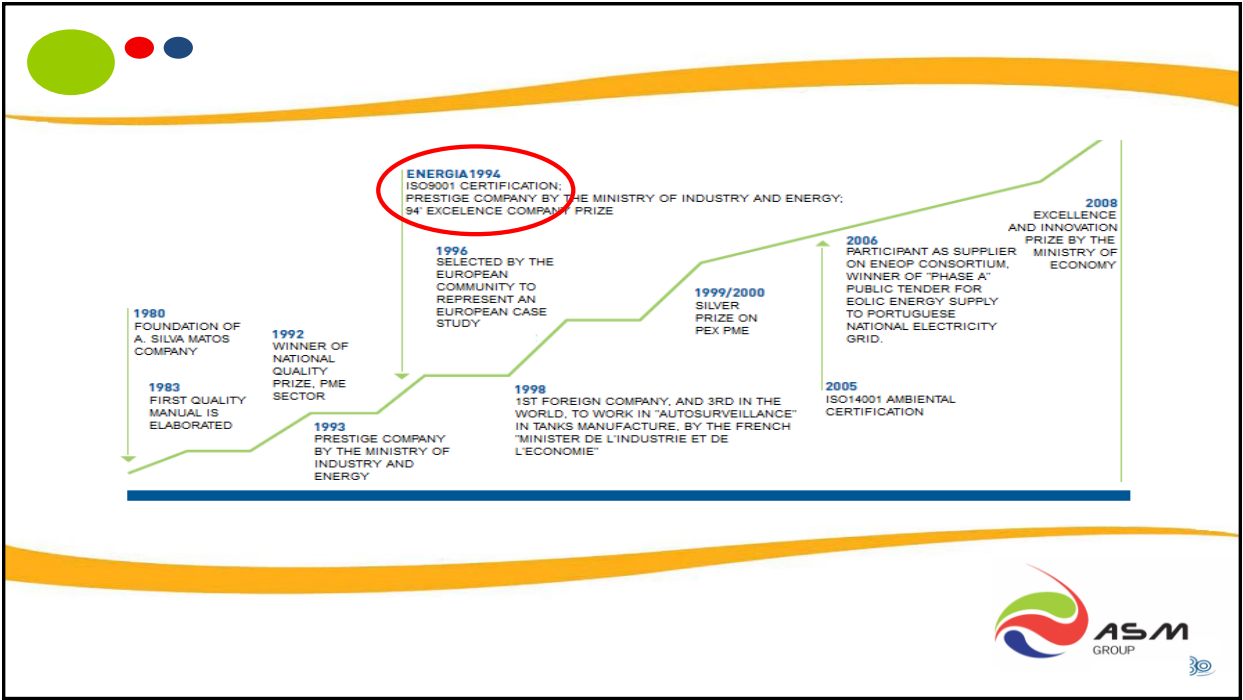 ENERGIA1994
ISO9001 CERTIFICATION;
PRESTIGE COMPANY BY THE MINISTRY OF INDUSTRY AND ENERGY;
94' EXCELENCE COMPANY PRIZE
1996
SELECTED BY THE
EUROPEAN
COMMUNITY TO
REPRESENT AN
EUROPEAN CASE
STUDY
1980
FOUNDATION OF
A. SILVA MATOS
COMPANY
1983
FIRST QUALITY
MANUAL IS
ELABORATED
1992
WINNER OF
NATIONAL
QUALITY
PRIZE, PME
SECTOR
1993
PRESTIGE COMPANY
BY THE MINISTRY OF
INDUSTRY AND
ENERGY
1998
1ST FOREIGN COMPANY, AND 3RD IN THE
WORLD, TO WORK IN "AUTOSURVEILLANCE"
IN TANKS MANUFACTURE, BY THE FRENCH
"MINISTER DE L'INDUSTRIE ET DE
L'ECONOMIE"
1999/2000
SILVER
PRIZE ON
PEX PME
2005
ISO14001 AMBIENTAL
CERTIFICATION
2006
PARTICIPANT AS SUPPLIER
ON ENEOP CONSORTIUM,
WINNER OF "PHASE A"
PUBLIC TENDER FOR
EOLIC ENERGY SUPPLY
TO PORTUGUESE
NATIONAL ELECTRICITY
GRID.
2008
EXCELLENCE
AND INNOVATION
PRIZE BY THE
MINISTRY OF
ECONOMY
ASM
GROUP